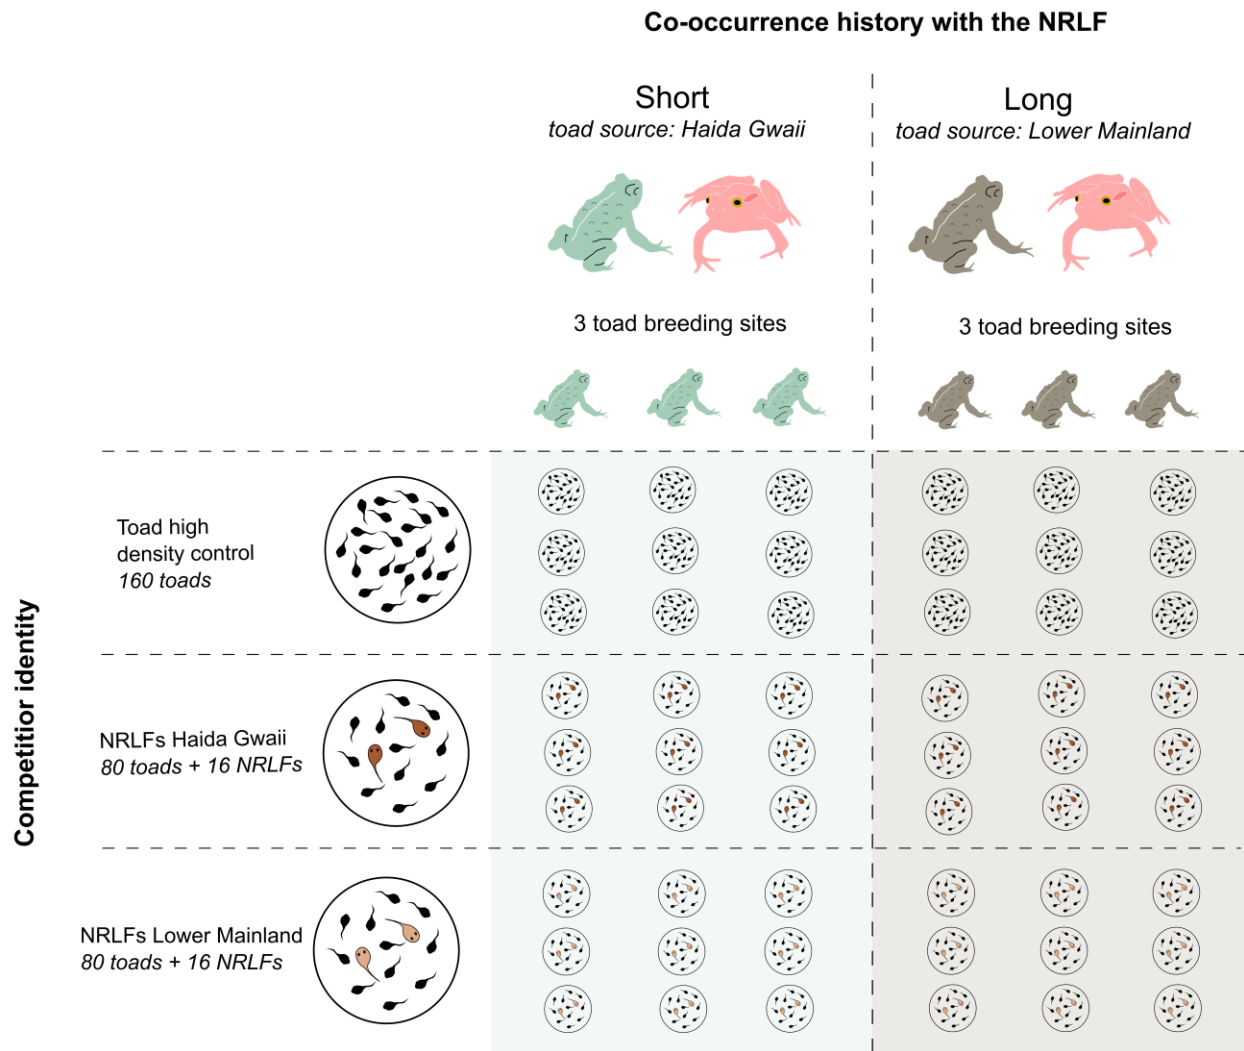 Co-occurrence history with the NRLF
Short
toad source: Haida Gwaii
Long
toad source: Lower Mainland
3 toad breeding sites
3 toad breeding sites
Competitior identity
Toad high
density control
160 toads
NRLFs Haida Gwaii
80 toads + 16 NRLFs
NRLFs Lower Mainland
80 toads + 16 NRLFs